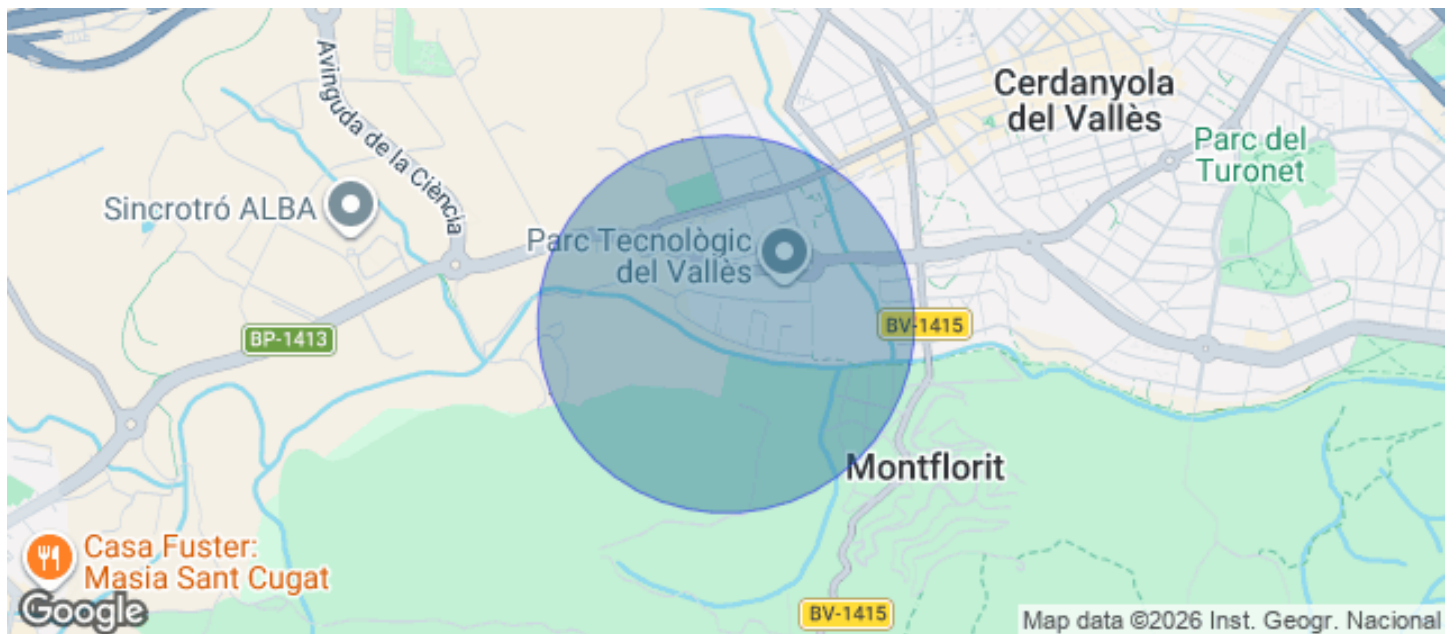 Avinguda de la Ciència
Cerdanyola
del Vallès
Parc del
Turonet
Sincrotró ALBA
Parc Tecnològic
del Vallès
BP-1413
BV-1415
Montflorit
Casa Fuster:
Masia Sant Cugat
Google
BV-1415
Map data ©2026 Inst. Geogr. Nacional